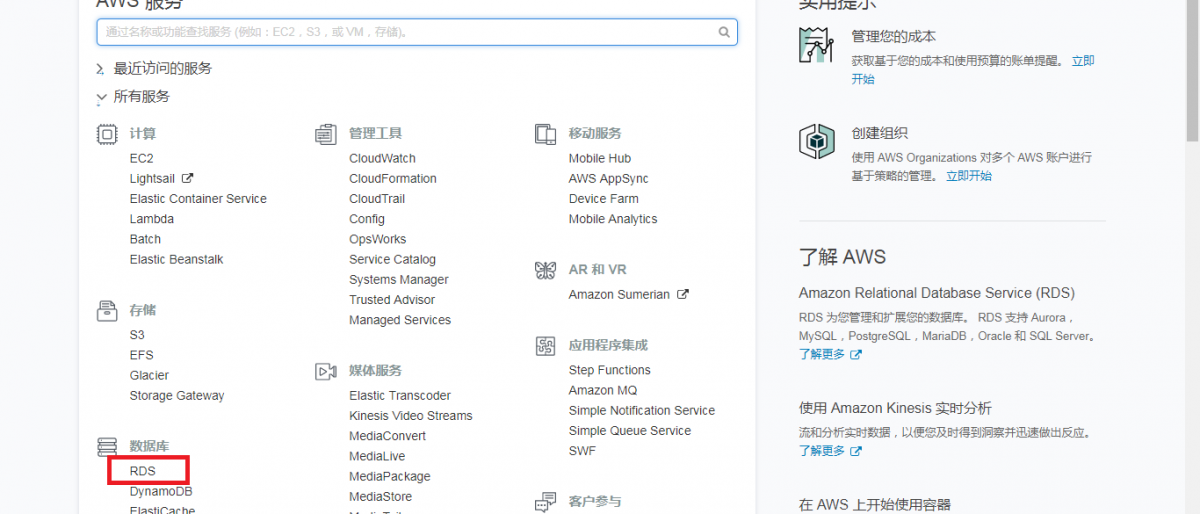 AWS 服务
通过名称或功能查找服务 (例如：EC2，S3，或 VM，存储)。
最近访问的服务
所有服务
计算
EC2
Lightsail
Elastic Container Service
Lambda
Batch
Elastic Beanstalk
存储
S3
EFS
Glacier
Storage Gateway
数据库
RDS
DynamoDB
ElastiCache
管理工具
CloudWatch
CloudFormation
CloudTrail
Config
OpsWorks
Service Catalog
Systems Manager
Trusted Advisor
Managed Services
媒体服务
Elastic Transcoder
Kinesis Video Streams
MediaConvert
MediaLive
MediaPackage
MediaStore
移动服务
Mobile Hub
AWS AppSync
Device Farm
Mobile Analytics
AR 和 VR
Amazon Sumerian
应用程序集成
Step Functions
Amazon MQ
Simple Notification Service
Simple Queue Service
SWF
客户参与
实用提示
管理您的成本
获取基于您的成本和使用预算的账单提醒。 立即
开始
创建组织
使用 AWS Organizations 对多个 AWS 账户进行
基于策略的管理。 立即开始
了解 AWS
Amazon Relational Database Service (RDS)
RDS 为您管理和扩展您的数据库。 RDS 支持 Aurora，
MySQL，PostgreSQL，MariaDB，Oracle 和 SQL Server。
了解更多
使用 Amazon Kinesis 实时分析
流和分析实时数据，以便您及时得到洞察并迅速做出反应。
了解更多
在 AWS 上开始使用容器